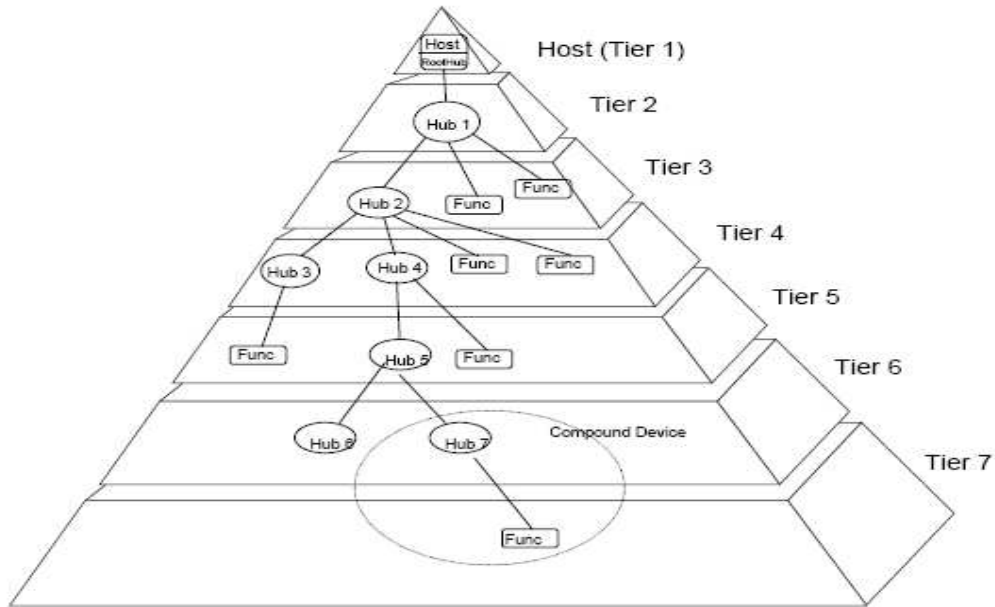 Host
RootHub
Host (Tier 1)
Hub 1
Tier 2
Hub 2
Func
Func
Tier 3
Hub 3
Hub 4
Func
Func
Tier 4
Func
Hub 5
Func
Tier 5
Hub 6
Hub 7
Compound Device
Tier 6
Func
Tier 7